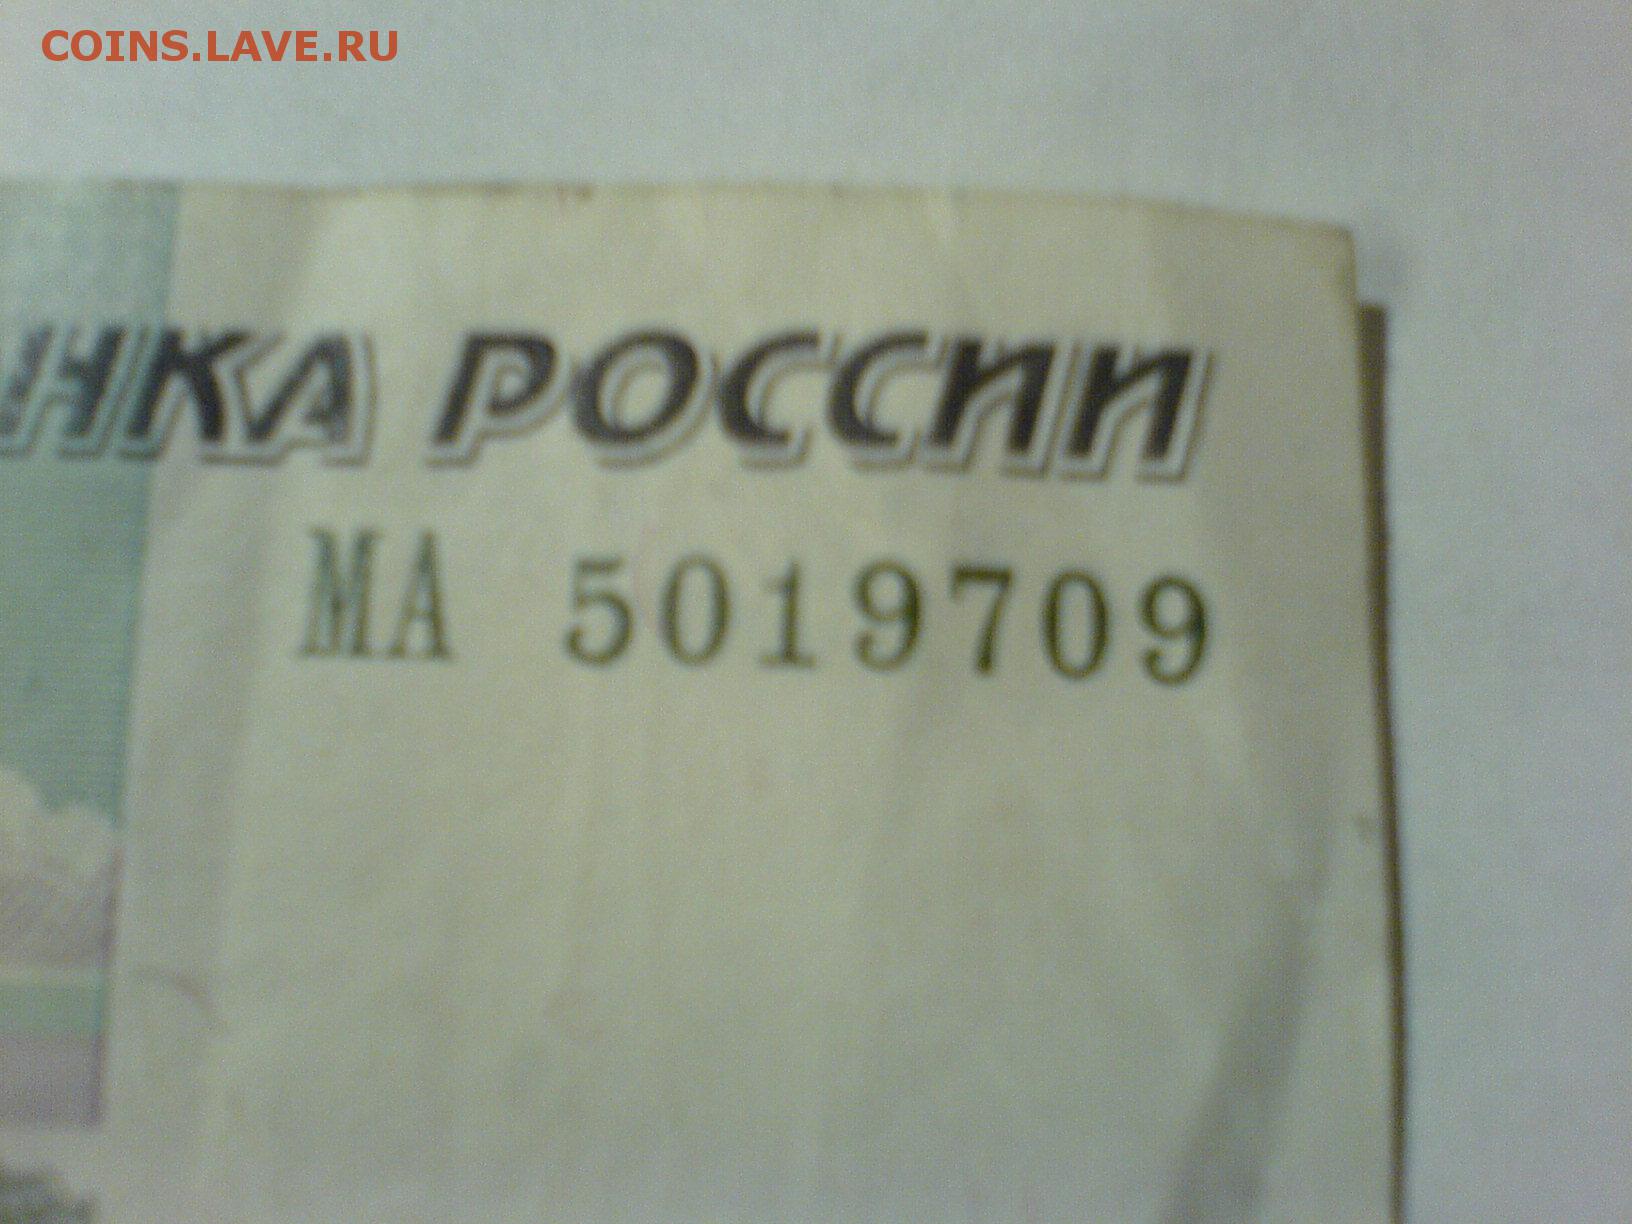 COINS.LAVE.RU
НКА РОССИИ
МА 5019709